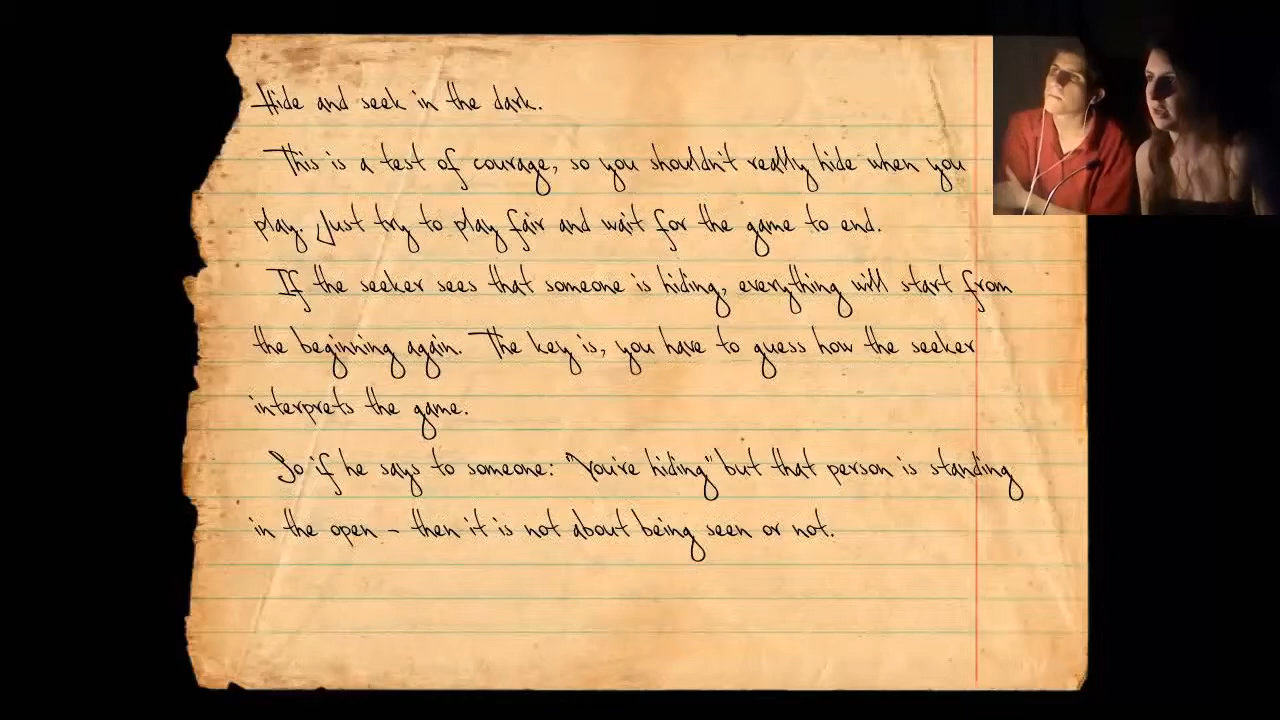 Hide and seek in the dark.
This is a test of courage, so you shouldn't really hide when you
play. Just try to play fair and wait for the game to end.
If the seeker sees that someone is hiding, everything will start from
the beginning again. The key is, you have to guess how the seeker
interprets the game.
So if he says to someone: "You're hiding" but that person is standing
in the open - then it is not about being seen or not.